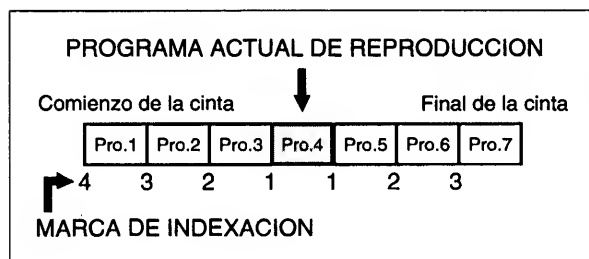 PROGRAMA ACTUAL DE REPRODUCCION
Comienzo de la cinta Final de la cinta
Pro.1 Pro.2 Pro.3 Pro.4 Pro.5 Pro.6 Pro.7
4 3 2 1 1 2 3
MARCA DE INDEXACION